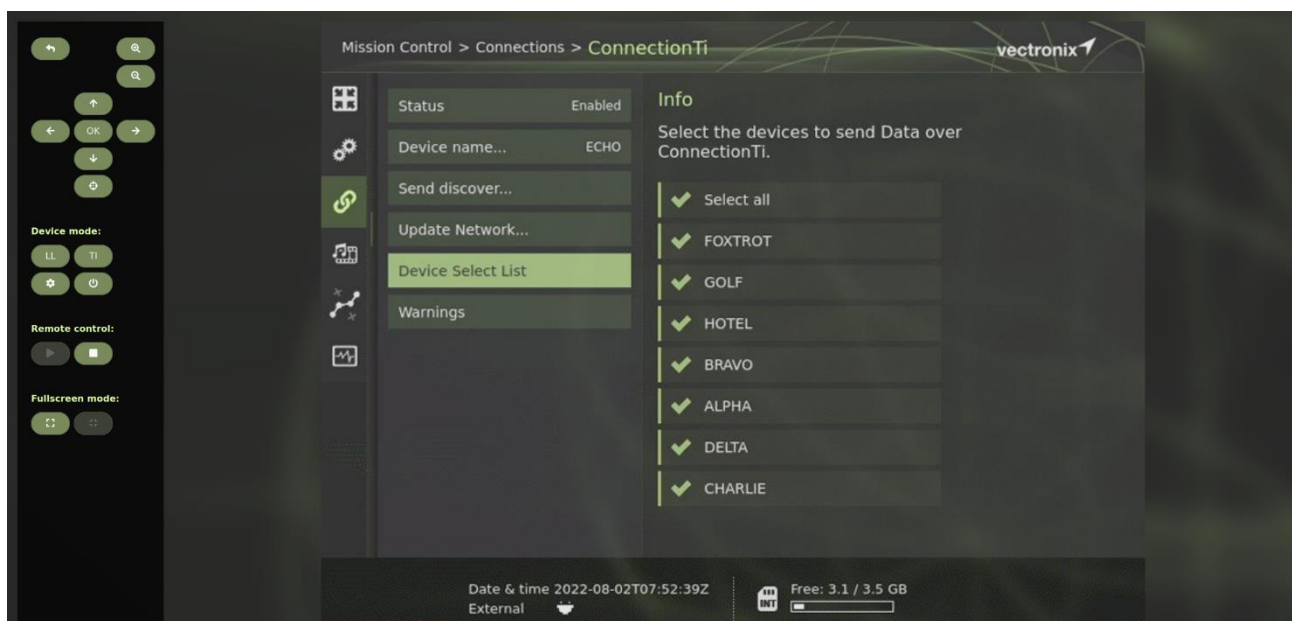 OK
Device mode:
LL TI
Remote control:
Fullscreen mode:
Mission Control > Connections > ConnectionTi
vectronix
Status Enabled
Device name... ECHO
Send discover...
Update Network...
Device Select List
Warnings
Info
Select the devices to send Data over
ConnectionTi.
Select all
FOXTROT
GOLF
HOTEL
BRAVO
ALPHA
DELTA
CHARLIE
Date & time 2022-08-02T07:52:39Z
External
INT
Free: 3.1 / 3.5 GB